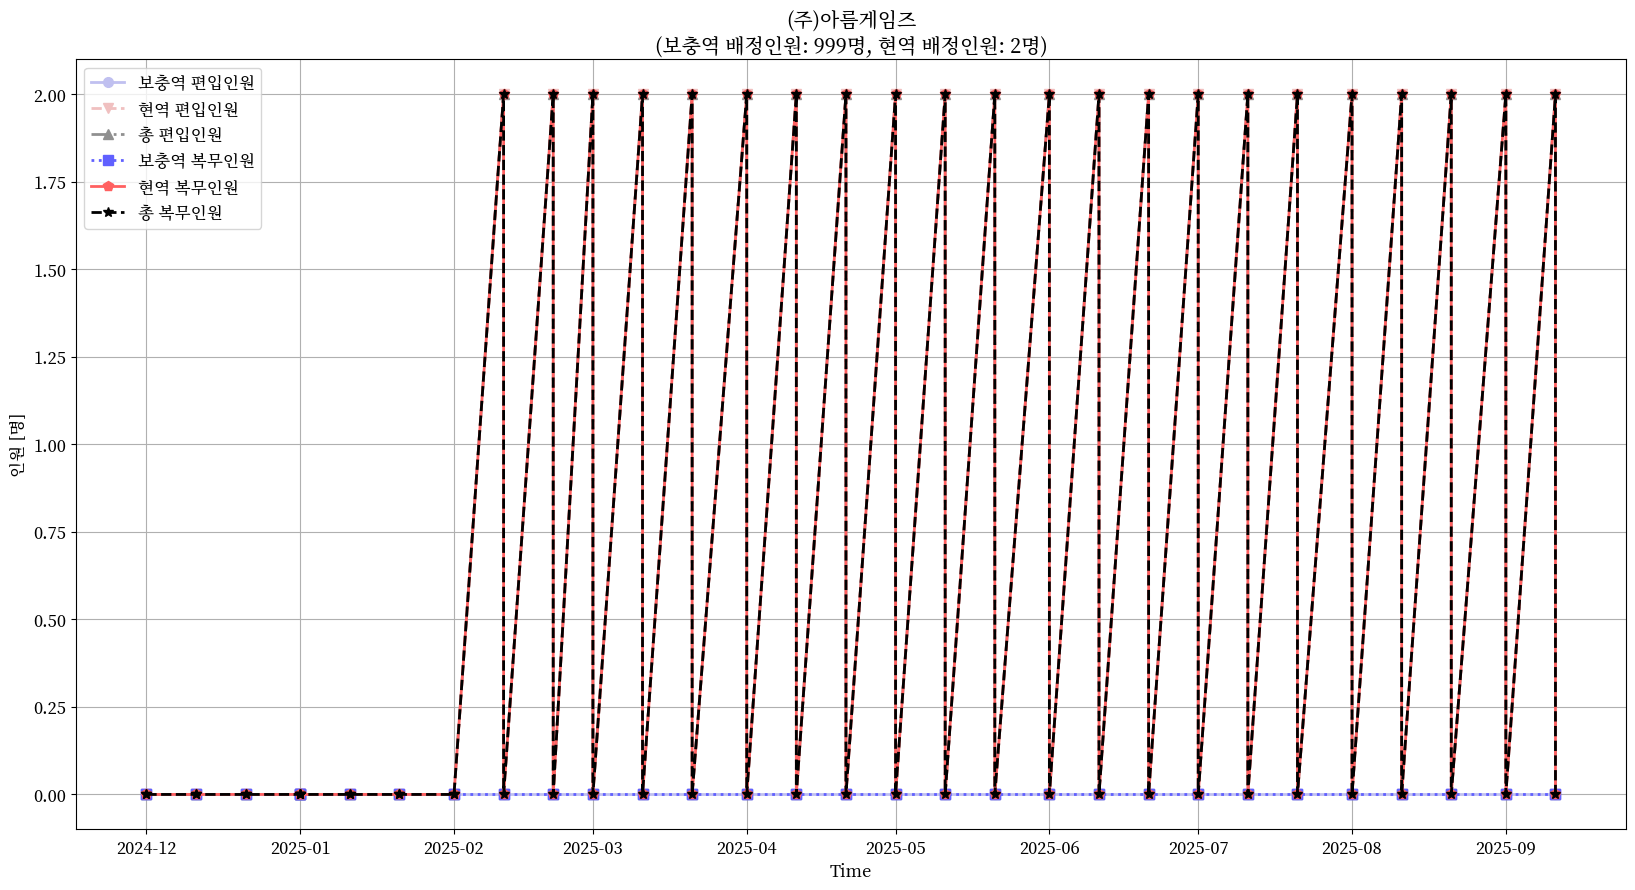 (주)아름게임즈
(보충역 배정인원: 999명, 현역 배정인원: 2명)
보충역 편입인원
현역 편입인원
총 편입인원
보충역 복무인원
현역 복무인원
총 복무인원
인원 [명]
2.00
1.75
1.50
1.25
1.00
0.75
0.50
0.25
0.00
2024-12 2025-01 2025-02 2025-03 2025-04 2025-05 2025-06 2025-07 2025-08 2025-09
Time